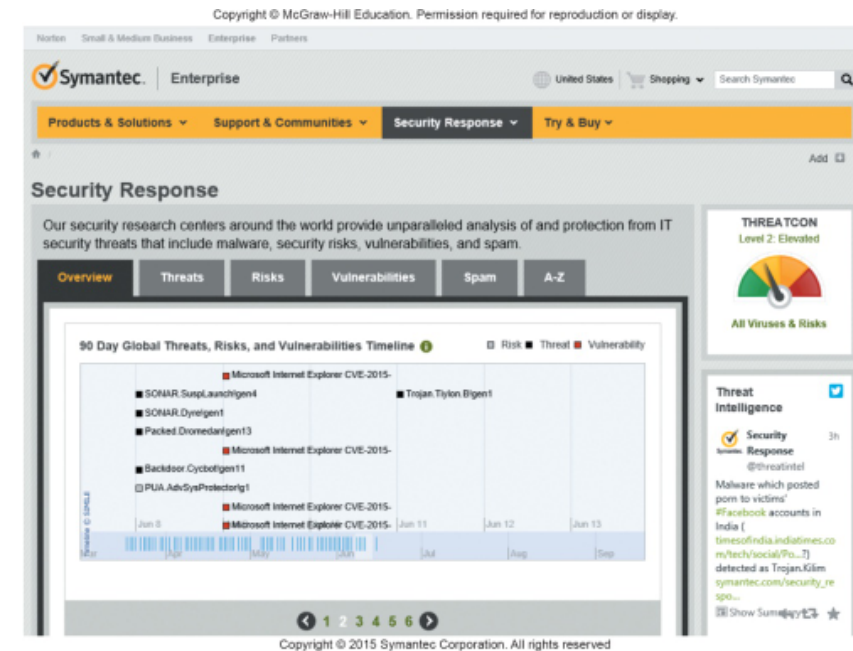 Copyright © McGraw-Hill Education. Permission required for reproduction or display.
Norton Small & Medium Business Enterprise Partners
Symantec. Enterprise
United States Shopping Search Symantec
Products & Solutions Support & Communities Security Response Try & Buy
Add
Security Response
Our security research centers around the world provide unparalleled analysis of and protection from IT
security threats that include malware, security risks, vulnerabilities, and spam.
Overview Threats Risks Vulnerabilities Spam A-Z
90 Day Global Threats, Risks, and Vulnerabilities Timeline
Risk Threat Vulnerability
Microsoft Internet Explorer CVE-2015-
SONAR.SuspLaunch!gen4 Trojan.Tiylon.B!gen1
SONAR.Dyre!gen1
Packed.Dromedan!gen13
Microsoft Internet Explorer CVE-2015-
Backdoor.Cycbot!gen11
PUA.AdvSysProtector!g1
Microsoft Internet Explorer CVE-2015-
Jun 8 Microsoft Internet Explorer CVE-2015- Jun 11 Jun 12 Jun 13
Timeline © SIMILE
Mar Apr May Jun Jul Aug Sep
1 2 3 4 5 6
THREATCON
Level 2: Elevated
All Viruses & Risks
Threat
Intelligence
Security
Response
3h
Symantec.
@threatintel
Malware which posted
porn to victims'
#Facebook accounts in
India (
timesofindia.indiatimes.co
m/tech/social/Po...?)
detected as Trojan.Kilim
symantec.com/security_re
spo...
Show Summary
Copyright © 2015 Symantec Corporation. All rights reserved